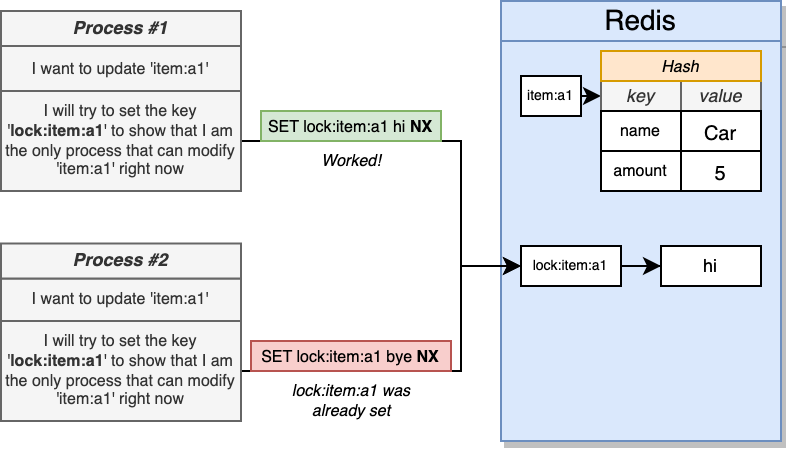 Process #1
I want to update 'item:a1'
I will try to set the key
'lock:item:a1' to show that I am
the only process that can modify
'item:a1' right now
SET lock:item:a1 hi NX
Worked!
Process #2
I want to update 'item:a1'
I will try to set the key
'lock:item:a1' to show that I am
the only process that can modify
'item:a1' right now
SET lock:item:a1 bye NX
lock:item:a1 was
already set
Redis
item:a1
Hash
key value
name Car
amount 5
lock:item:a1
hi